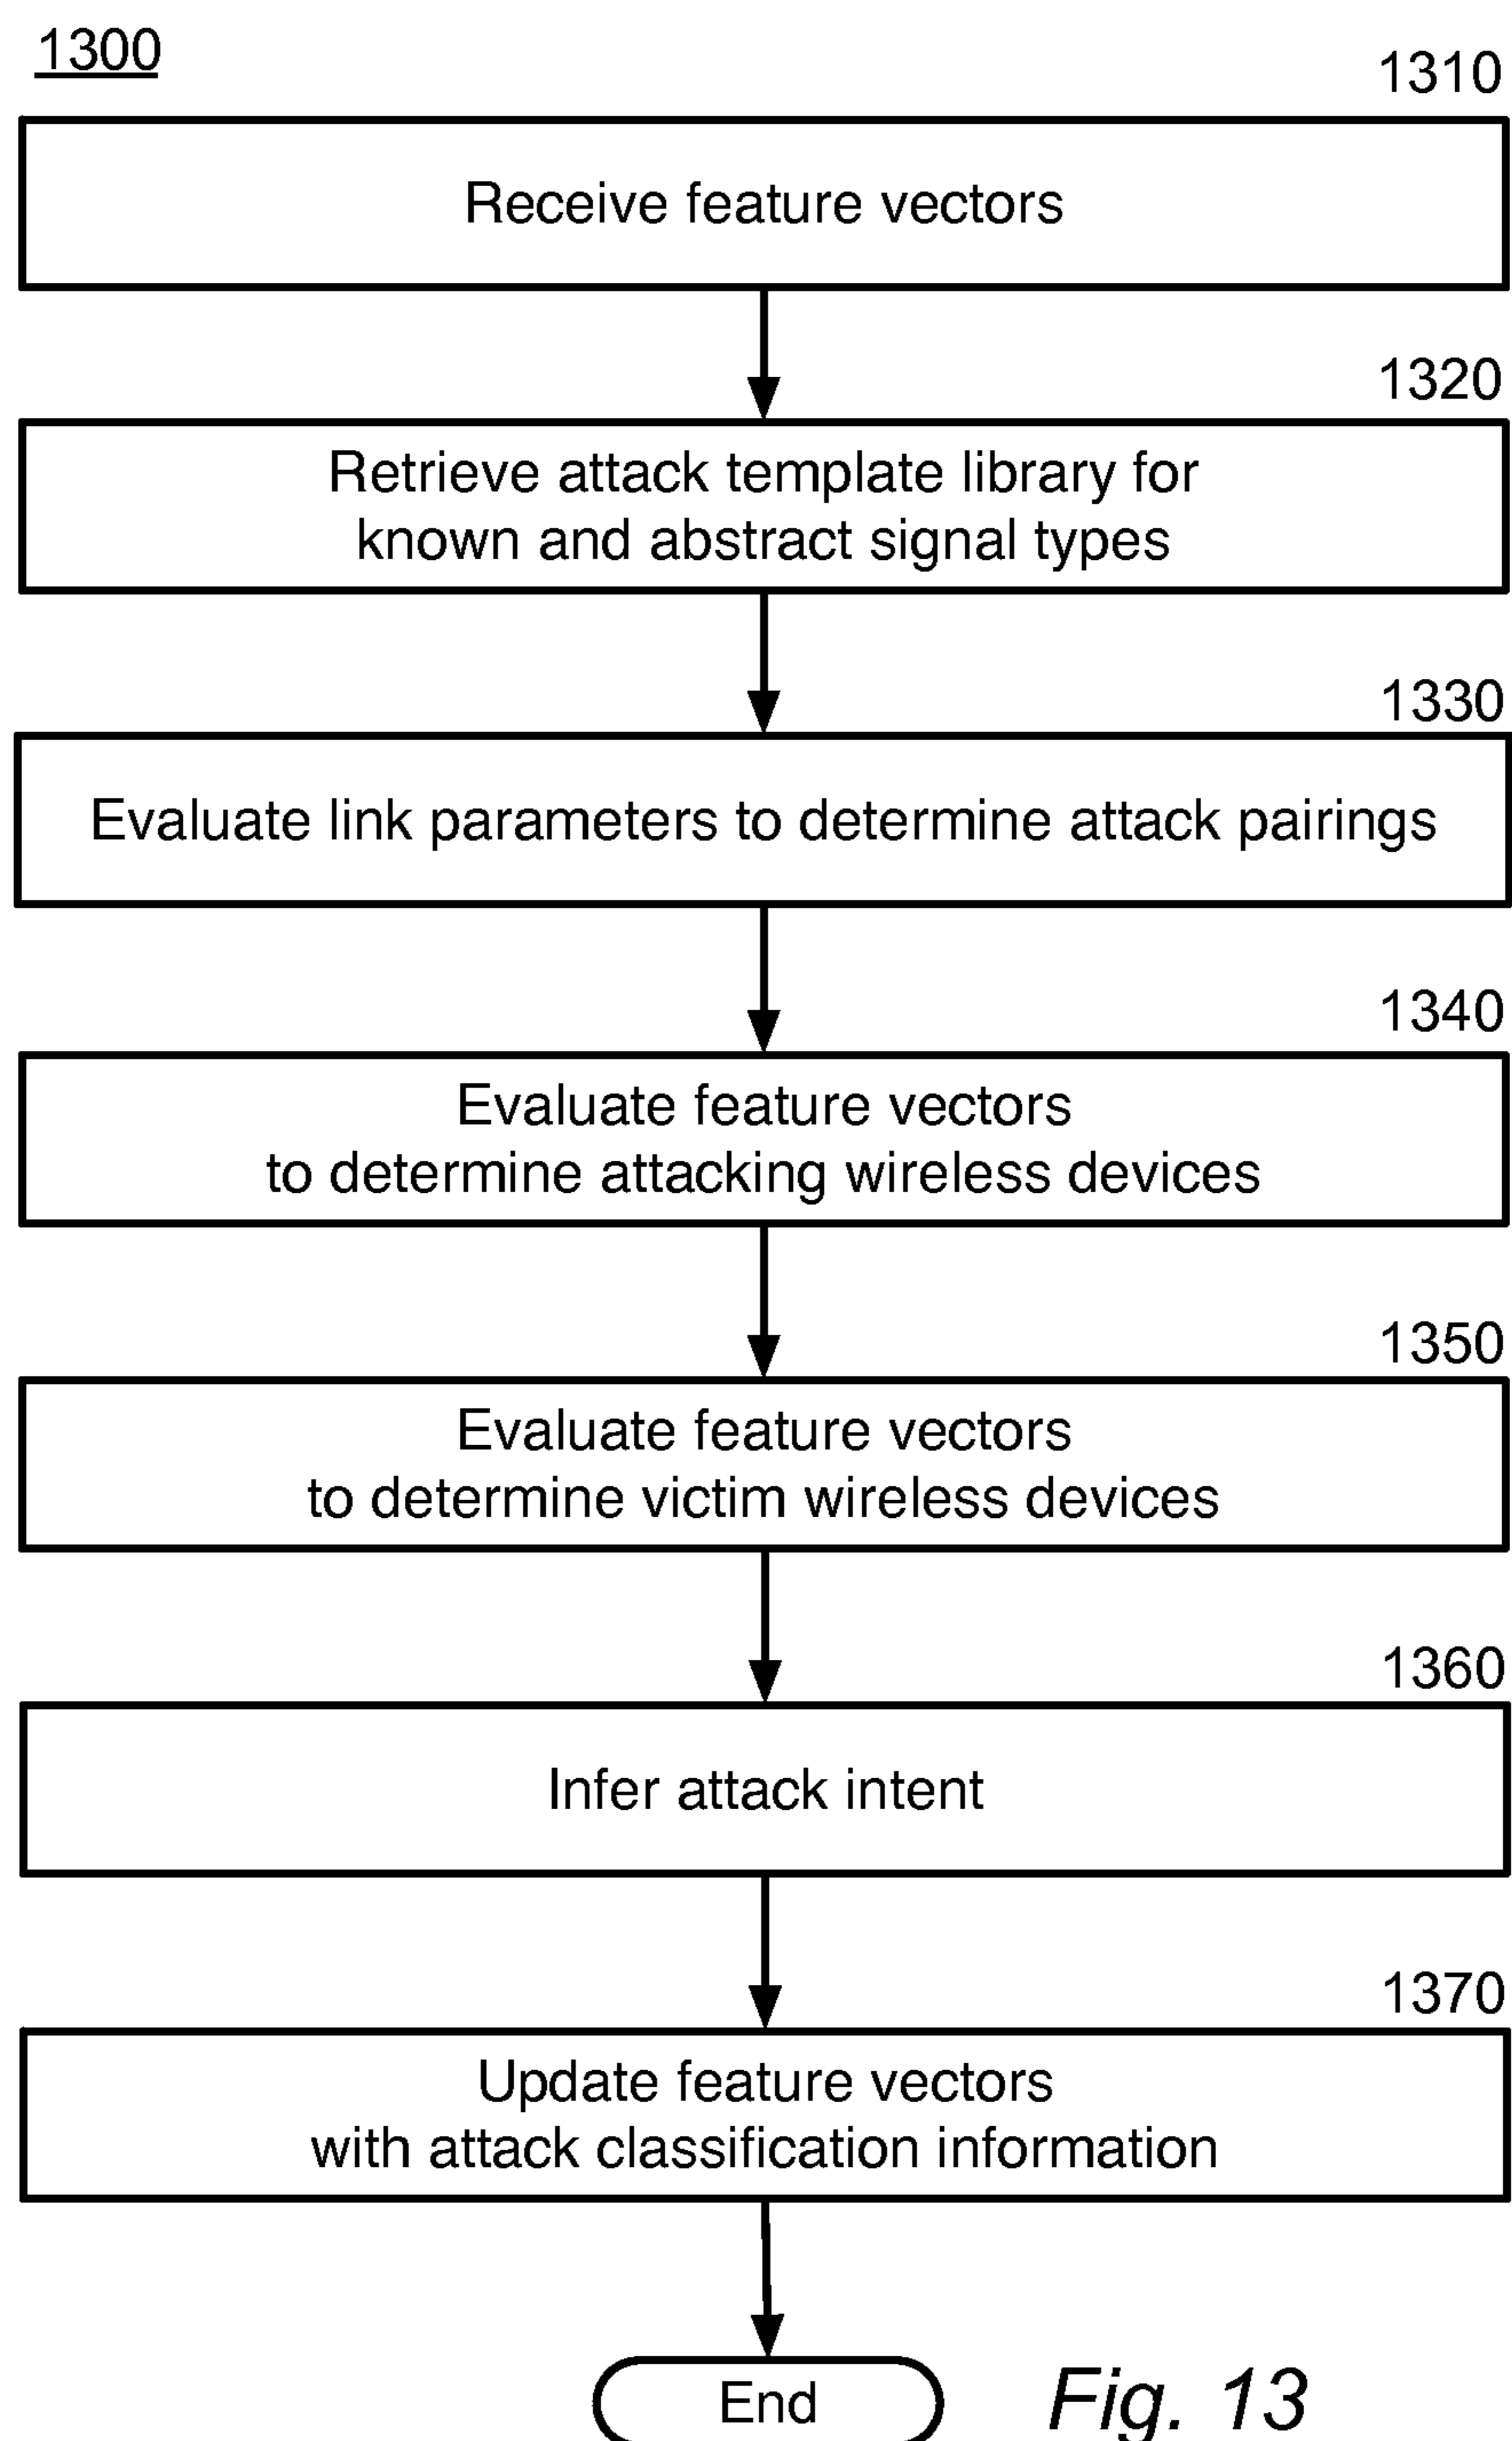 1300
1310
Receive feature vectors
1320
Retrieve attack template library for
known and abstract signal types
1330
Evaluate link parameters to determine attack pairings
1340
Evaluate feature vectors
to determine attacking wireless devices
1350
Evaluate feature vectors
to determine victim wireless devices
1360
Infer attack intent
1370
Update feature vectors
with attack classification information
End
Fig. 13